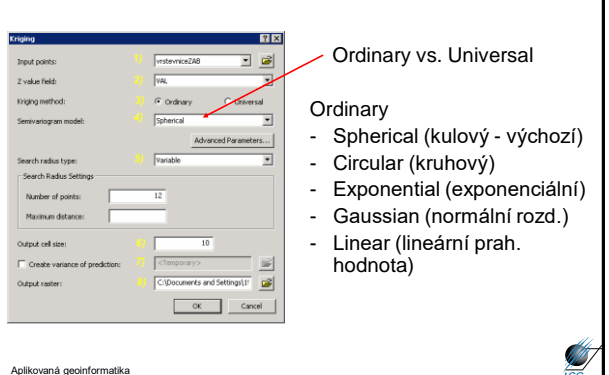 Kriging
Input points: 1) vrstevniceZAB
Z value field: 2) VAL
Kriging method: 3) Ordinary Universal
Semivariogram model: 4) Spherical
Advanced Parameters...
Search radius type: 5) Variable
Search Radius Settings
Number of points: 12
Maximum distance:
Output cell size: 6) 10
Create variance of prediction: 7) <Temporary>
Output raster: 8) C:\Documents and Settings\
OK Cancel
Ordinary vs. Universal
Ordinary
- Spherical (kulový - výchozí)
- Circular (kruhový)
- Exponential (exponenciální)
- Gaussian (normální rozd.)
- Linear (lineární prah.
hodnota)
Aplikovaná geoinformatika